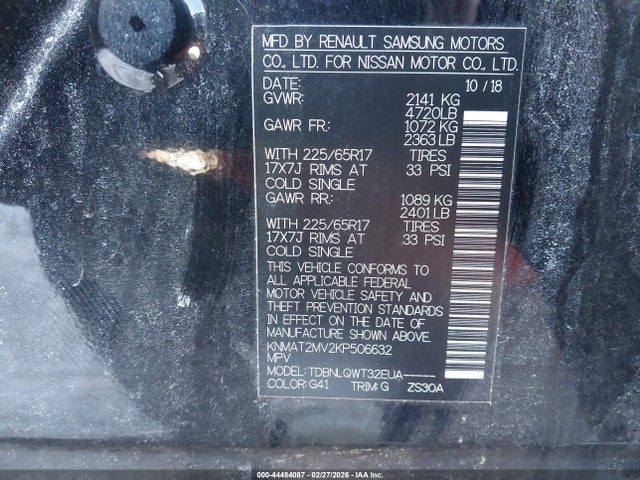 MFD BY RENAULT SAMSUNG MOTORS
CO., LTD. FOR NISSAN MOTOR CO., LTD.
DATE: 10/18
GVWR: 2141 KG
4720LB
GAWR FR: 1072 KG
2363 LB
WITH 225/65R17 TIRES
17X7J RIMS AT 33 PSI
COLD SINGLE
GAWR RR: 1089 KG
2401 LB
WITH 225/65R17 TIRES
17X7J RIMS AT 33 PSI
COLD SINGLE
THIS VEHICLE CONFORMS TO
ALL APPLICABLE FEDERAL
MOTOR VEHICLE SAFETY AND
THEFT PREVENTION STANDARDS
IN EFFECT ON THE DATE OF
MANUFACTURE SHOWN ABOVE.
KNMAT2MV2KP506632
MPV
MODEL: TDBNLQWT32EUA-----
COLOR: G41 TRIM: G ZS30A
000-44484087 - 02/27/2026 - IAA Inc.